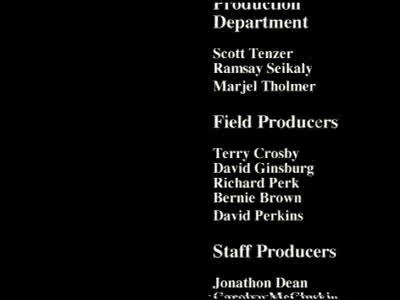 Production
Department
Scott Tenzer
Ramsay Seikaly
Marjel Tholmer
Field Producers
Terry Crosby
David Ginsburg
Richard Perk
Bernie Brown
David Perkins
Staff Producers
Jonathon Dean
Carolyn